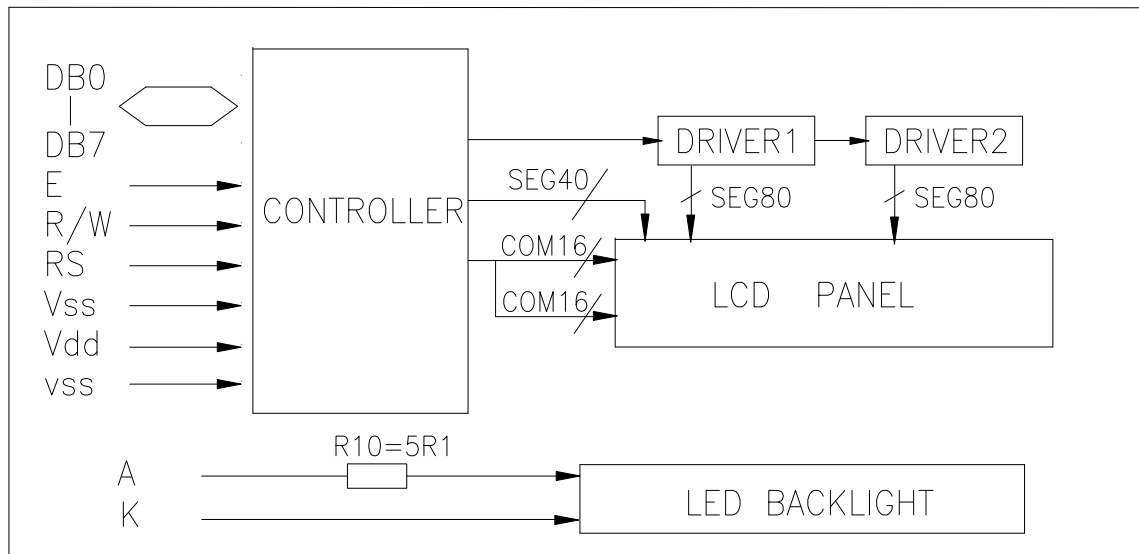 DB0
DB7
E
R/W
RS
Vss
Vdd
vss
CONTROLLER
DRIVER1
DRIVER2
SEG40
SEG80
SEG80
COM16
COM16
LCD PANEL
R10=5R1
A
K
LED BACKLIGHT